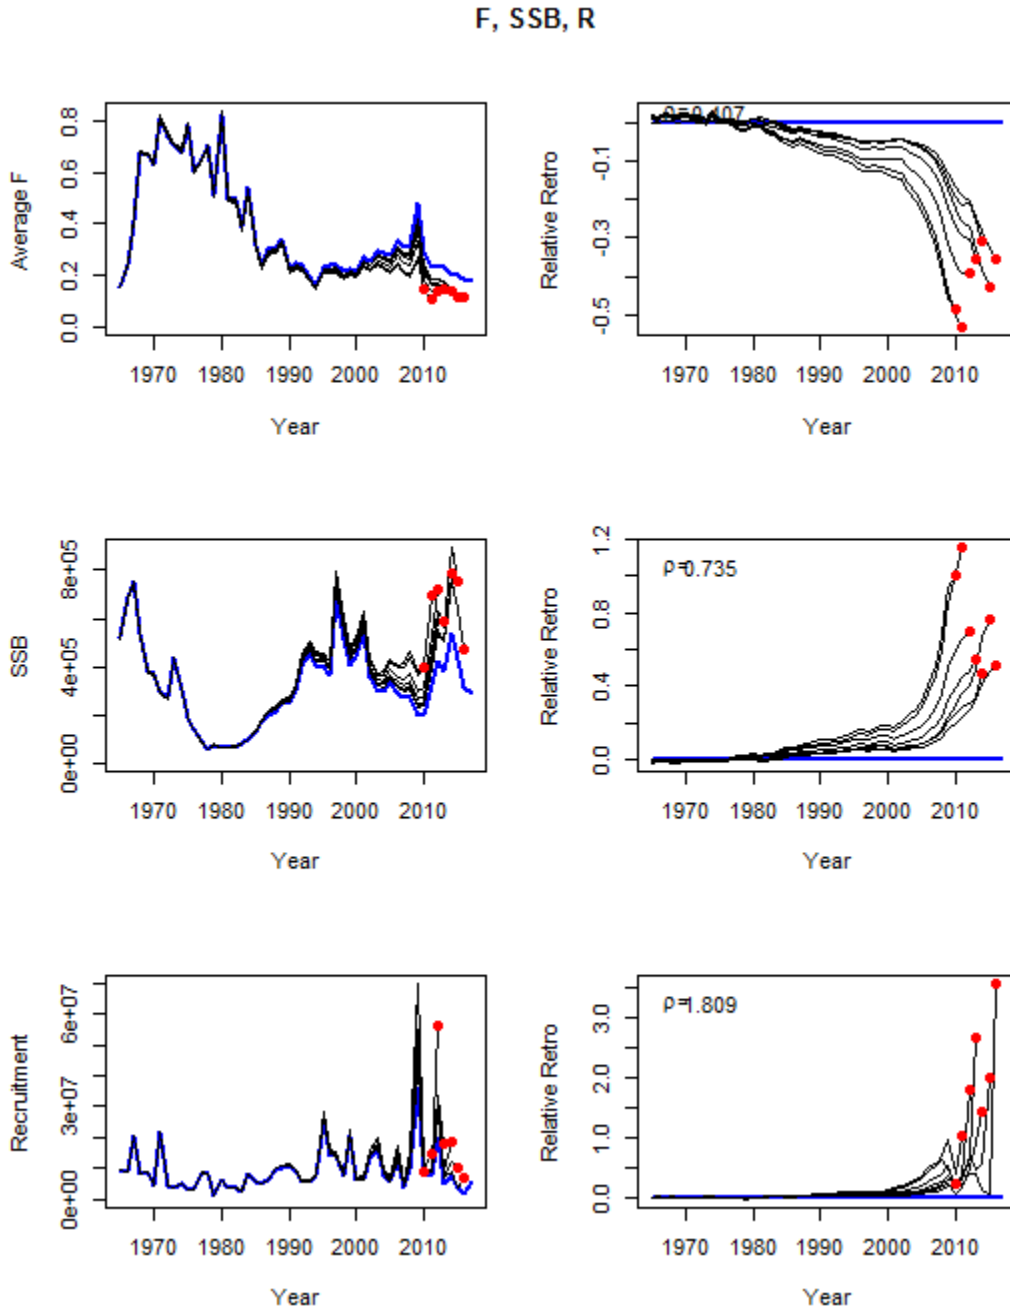 F, SSB, R
Average F
0.0 0.2 0.4 0.6 0.8
1970 1980 1990 2000 2010
Year
Relative Retro
-0.5 -0.3 -0.1
1970 1980 1990 2000 2010
Year
SSB
0e+00 4e+05 8e+05
1970 1980 1990 2000 2010
Year
Relative Retro
0.0 0.4 0.8 1.2
ρ=0.735
1970 1980 1990 2000 2010
Year
Recruitment
0e+00 3e+07 6e+07
1970 1980 1990 2000 2010
Year
Relative Retro
0.0 1.0 2.0 3.0
ρ=1.809
1970 1980 1990 2000 2010
Year